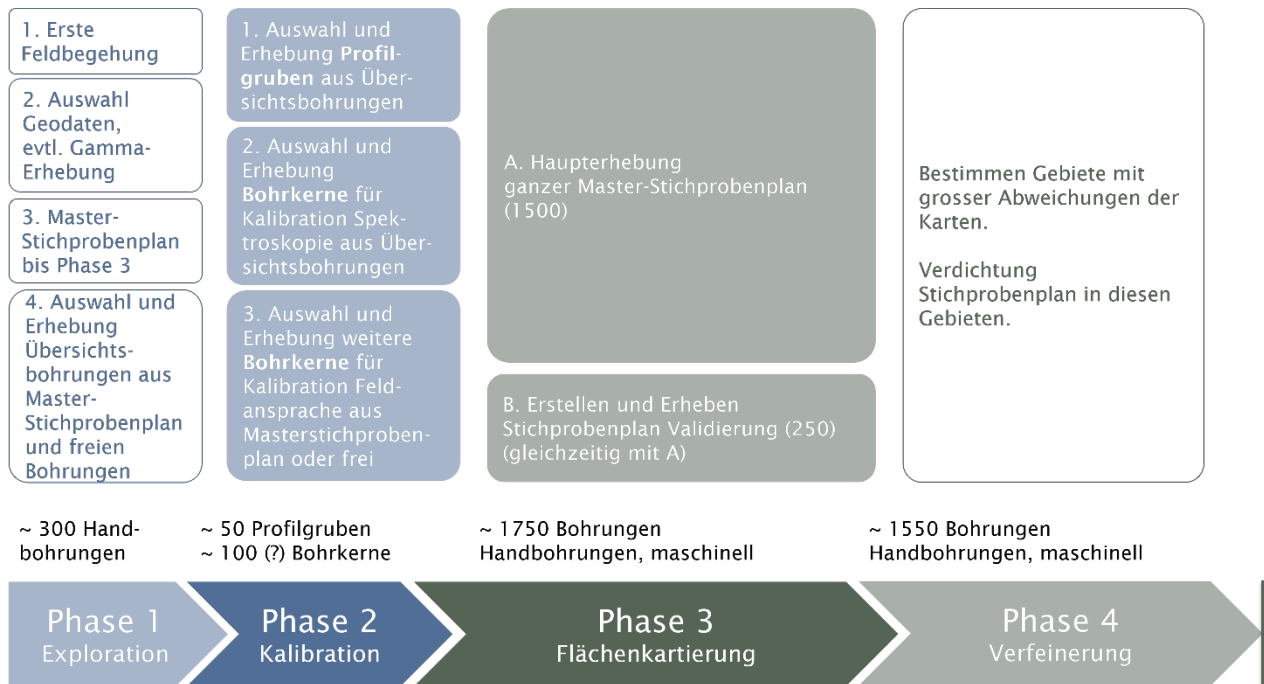 1. Erste
Feldbegehung
2. Auswahl
Geodaten,
evtl. Gamma-
Erhebung
3. Master-
Stichprobenplan
bis Phase 3
4. Auswahl und
Erhebung
Übersichts-
bohrungen aus
Master-
Stichprobenplan
und freien
Bohrungen
1. Auswahl und
Erhebung Profil-
gruben aus Über-
sichtsbohrungen
2. Auswahl und
Erhebung
Bohrkerne für
Kalibration Spek-
troskopie aus Über-
sichtsbohrungen
3. Auswahl und
Erhebung weitere
Bohrkerne für
Kalibration Feld-
ansprache aus
Masterstichproben-
plan oder frei
A. Haupterhebung
ganzer Master-Stichprobenplan
(1500)
B. Erstellen und Erheben
Stichprobenplan Validierung (250)
(gleichzeitig mit A)
Bestimmen Gebiete mit
grosser Abweichungen der
Karten.
Verdichtung
Stichprobenplan in diesen
Gebieten.
~ 300 Hand-
bohrungen
~ 50 Profilgruben
~ 100 (?) Bohrkerne
~ 1750 Bohrungen
Handbohrungen, maschinell
~ 1550 Bohrungen
Handbohrungen, maschinell
Phase 1
Exploration
Phase 2
Kalibration
Phase 3
Flächenkartierung
Phase 4
Verfeinerung